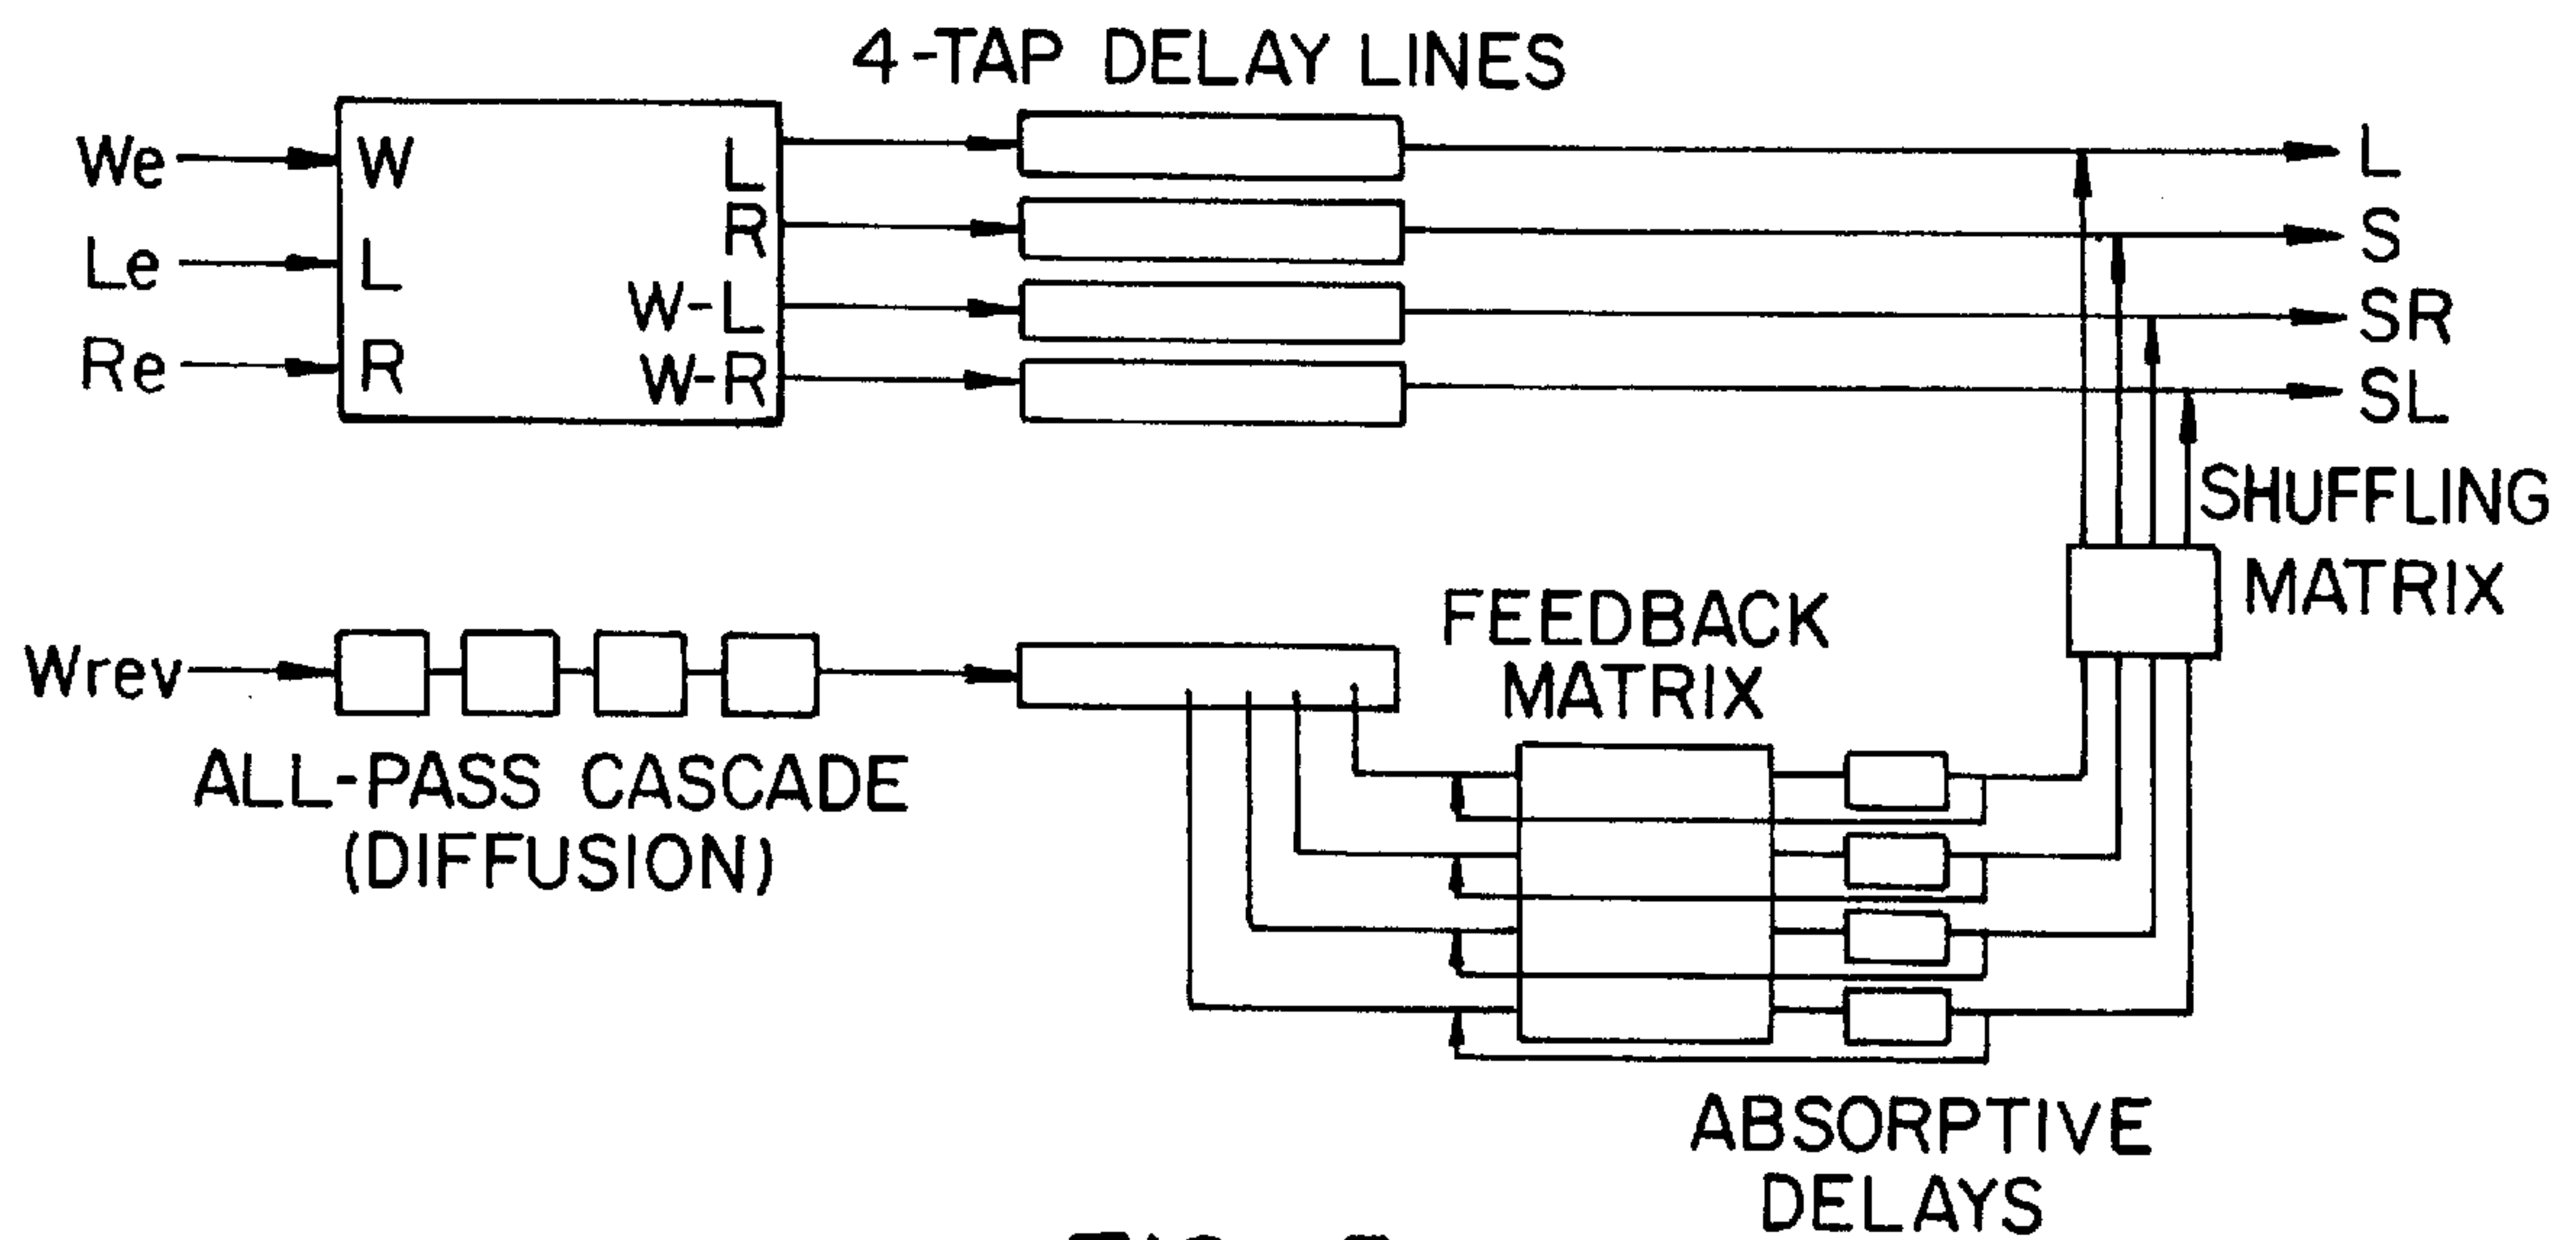 4-TAP DELAY LINES
We
W
L
L
Le
L
R
S
W-L
SR
Re
R
W-R
SL
SHUFFLING
MATRIX
FEEDBACK
MATRIX
Wrev
ALL-PASS CASCADE
(DIFFUSION)
ABSORPTIVE
DELAYS